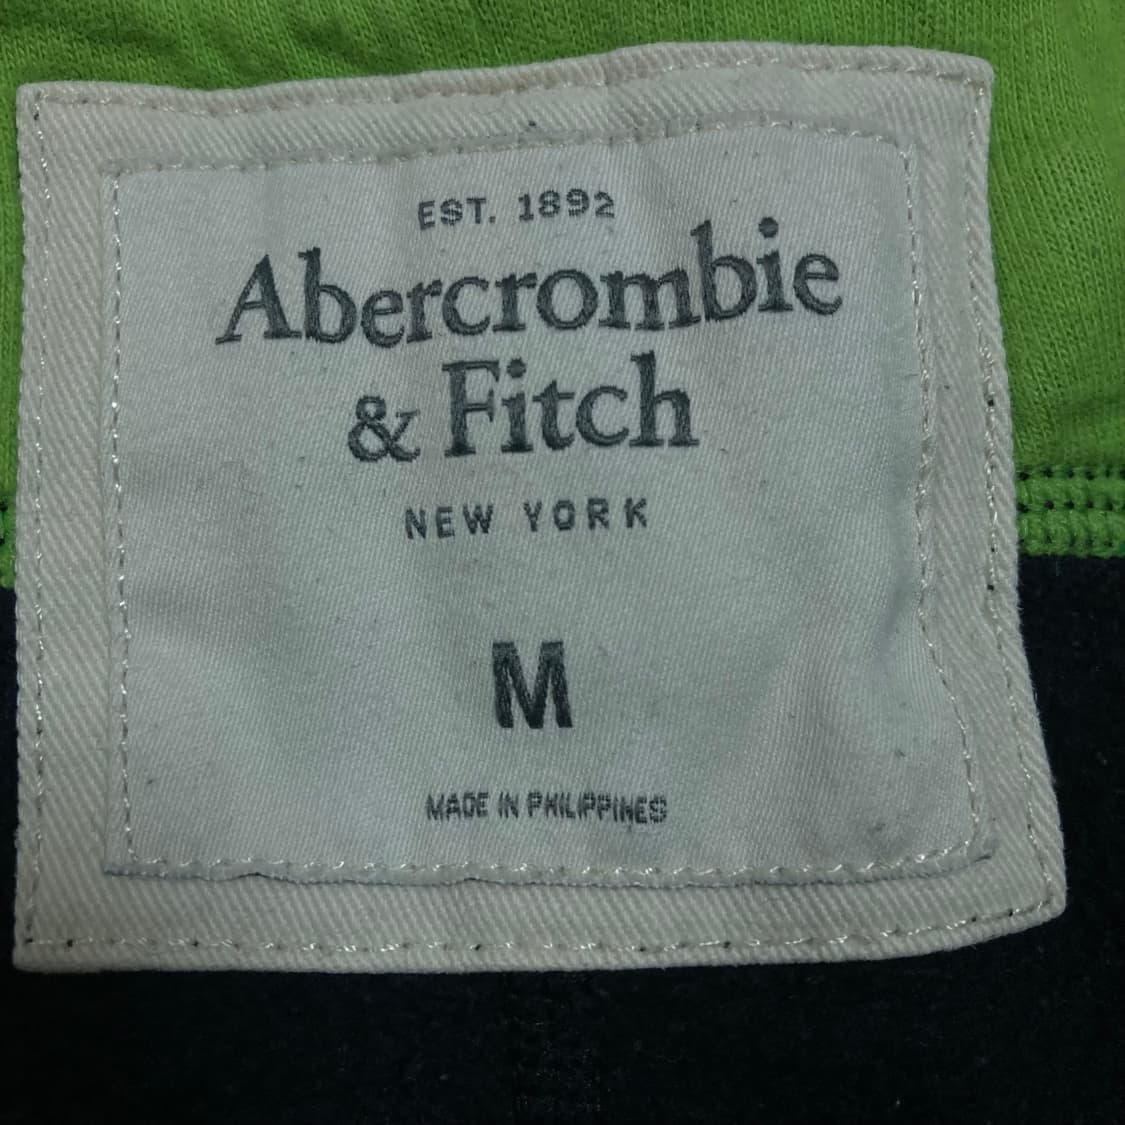 EST. 1892
Abercrombie
& Fitch
NEW YORK
M
MADE IN PHILIPPINES